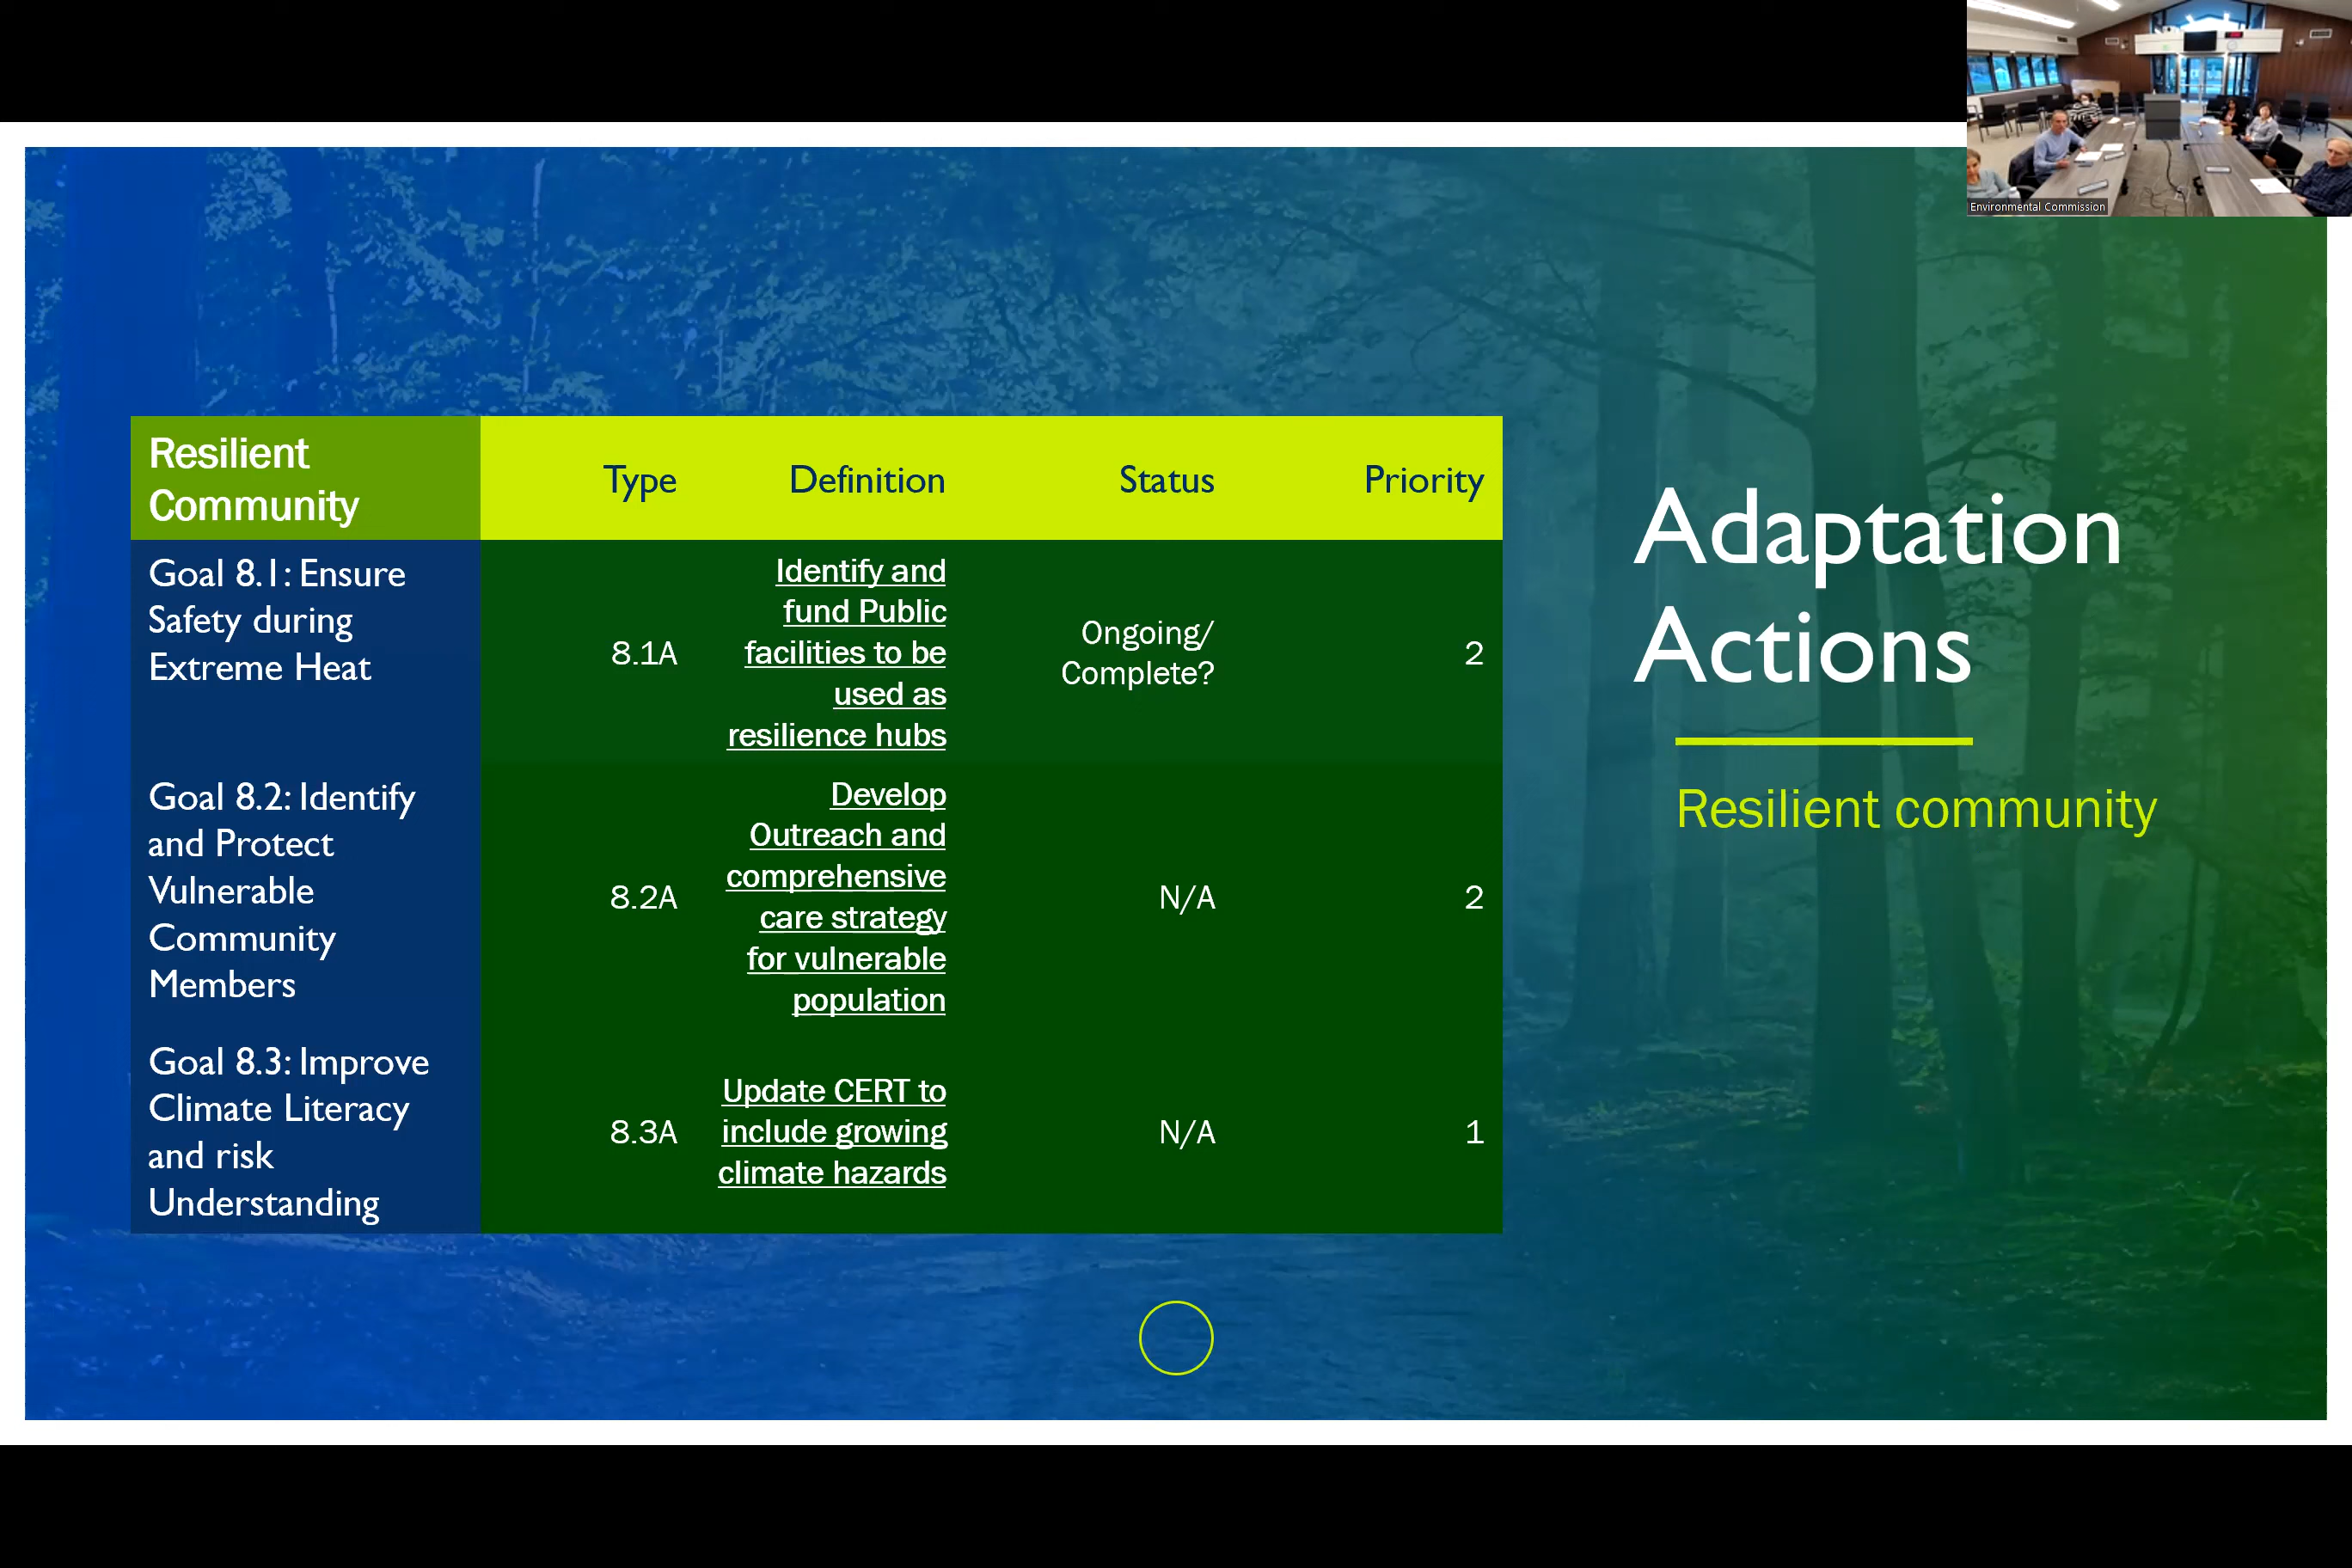 Environmental Commission
Resilient
Community
Type
Definition
Status
Priority
Goal 8.1: Ensure
Safety during
Extreme Heat
8.1A
Identify and
fund Public
facilities to be
used as
resilience hubs
Ongoing/
Complete?
2
Goal 8.2: Identify
and Protect
Vulnerable
Community
Members
8.2A
Develop
Outreach and
comprehensive
care strategy
for vulnerable
population
N/A
2
Goal 8.3: Improve
Climate Literacy
and risk
Understanding
8.3A
Update CERT to
include growing
climate hazards
N/A
1
Adaptation
Actions
Resilient community